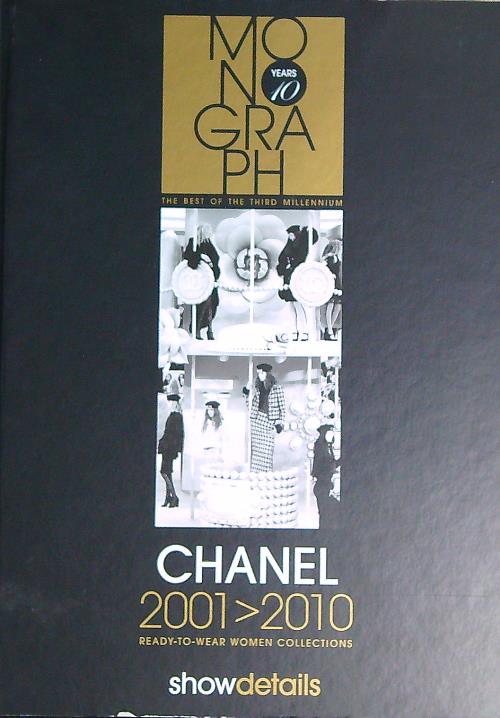 MO
N
YEARS
10
GRA
PH
THE BEST OF THE THIRD MILLENNIUM
CHANEL
2001>2010
READY-TO-WEAR WOMEN COLLECTIONS
showdetails